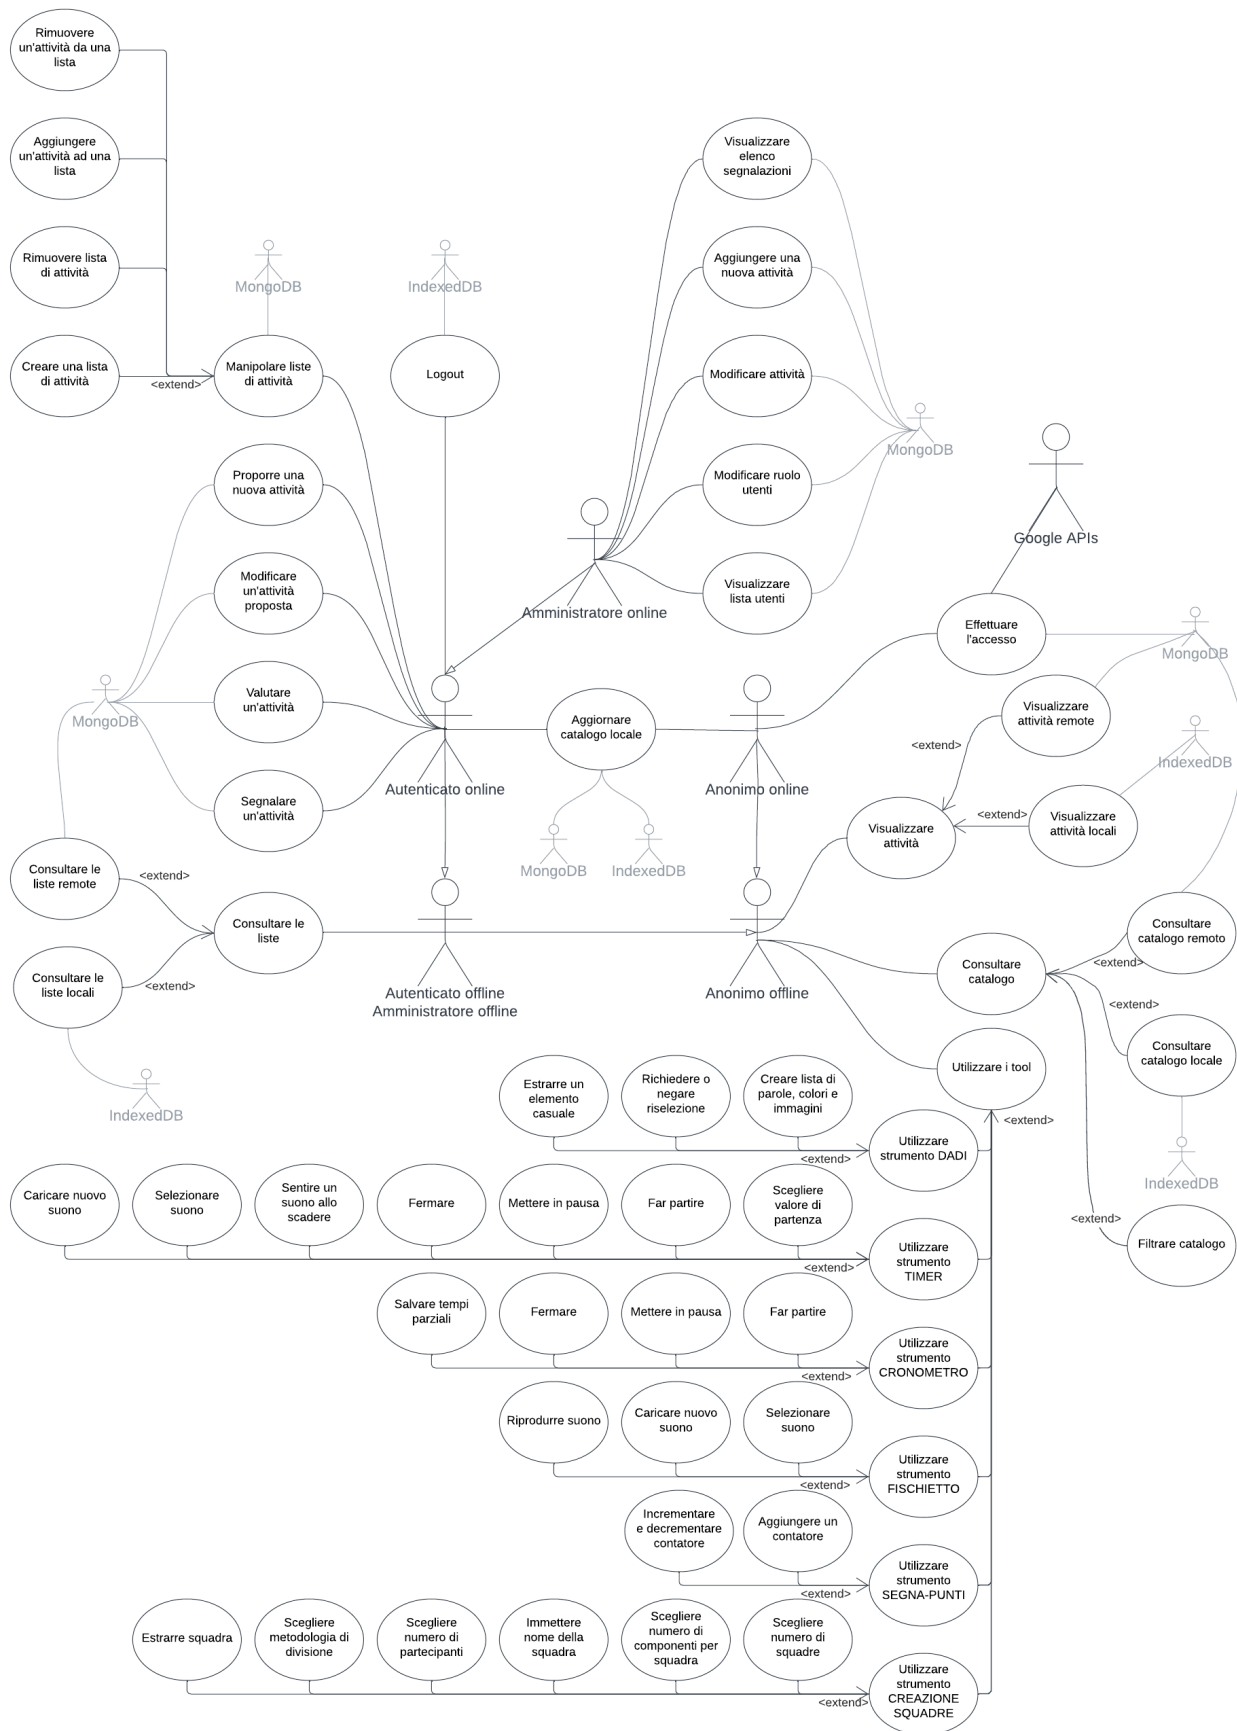 Rimuovere
un'attività da una
lista
Aggiungere
un'attività ad una
lista
Rimuovere lista
di attività
Creare una lista
di attività
<extend>
MongoDB
Manipolare liste
di attività
IndexedDB
Logout
Visualizzare
elenco
segnalazioni
Aggiungere una
nuova attività
Modificare attività
Modificare ruolo
utenti
Visualizzare
lista utenti
MongoDB
Amministratore online
Google APIs
Effettuare
l'accesso
MongoDB
Proporre una
nuova attività
Modificare
un'attività
proposta
Valutare
un'attività
Segnalare
un'attività
MongoDB
Autenticato online
Aggiornare
catalogo locale
MongoDB
IndexedDB
Anonimo online
Visualizzare
attività remote
<extend>
IndexedDB
Visualizzare
attività
<extend>
Visualizzare
attività locali
Consultare le
liste remote
<extend>
Consultare le
liste
Consultare le
liste locali
<extend>
IndexedDB
Autenticato offline
Amministratore offline
Anonimo offline
Consultare
catalogo
Consultare
catalogo remoto
<extend>
<extend>
Consultare
catalogo locale
IndexedDB
<extend>
Filtrare catalogo
Utilizzare i tool
<extend>
Estrarre un
elemento
casuale
Richiedere o
negare
riselezione
Creare lista di
parole, colori e
immagini
<extend>
Utilizzare
strumento DADI
Caricare nuovo
suono
Selezionare
suono
Sentire un
suono allo
scadere
Fermare
Mettere in pausa
Far partire
Scegliere
valore di
partenza
<extend>
Utilizzare
strumento
TIMER
Salvare tempi
parziali
Fermare
Mettere in pausa
Far partire
<extend>
Utilizzare
strumento
CRONOMETRO
Riprodurre suono
Caricare nuovo
suono
Selezionare
suono
<extend>
Utilizzare
strumento
FISCHIETTO
Incrementare
e decrementare
contatore
Aggiungere un
contatore
<extend>
Utilizzare
strumento
SEGNA-PUNTI
Estrarre squadra
Scegliere
metodologia di
divisione
Scegliere
numero di
partecipanti
Immettere
nome della
squadra
Scegliere
numero di
componenti per
squadra
Scegliere
numero di
squadre
<extend>
Utilizzare
strumento
CREAZIONE
SQUADRE